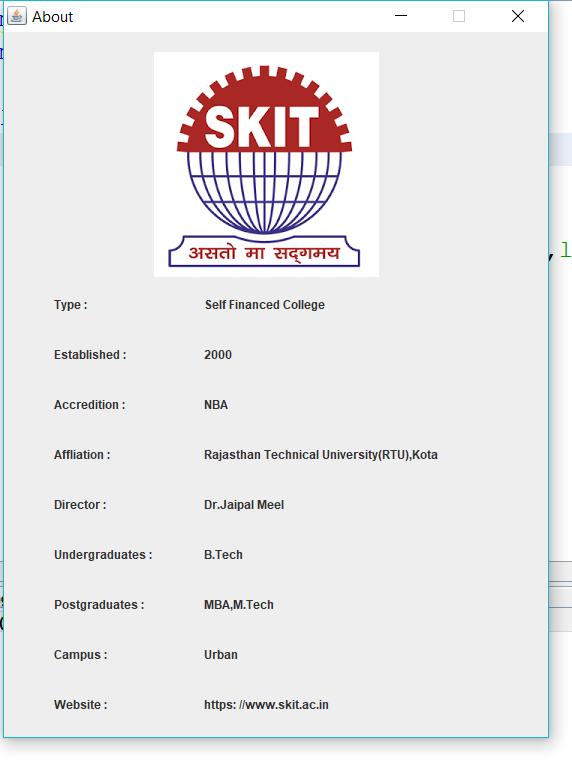 About
SKIT
असतो मा सद्गमय
Type : Self Financed College
Established : 2000
Accredition : NBA
Affliation : Rajasthan Technical University(RTU),Kota
Director : Dr.Jaipal Meel
Undergraduates : B.Tech
Postgraduates : MBA,M.Tech
Campus : Urban
Website : https: //www.skit.ac.in